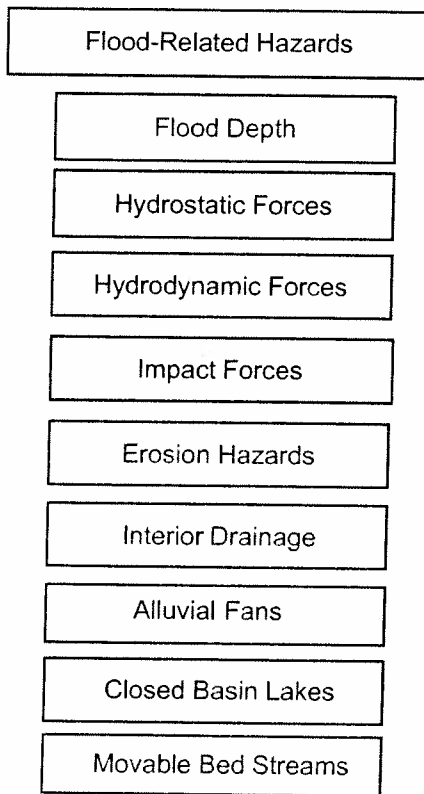 Flood-Related Hazards
Flood Depth
Hydrostatic Forces
Hydrodynamic Forces
Impact Forces
Erosion Hazards
Interior Drainage
Alluvial Fans
Closed Basin Lakes
Movable Bed Streams